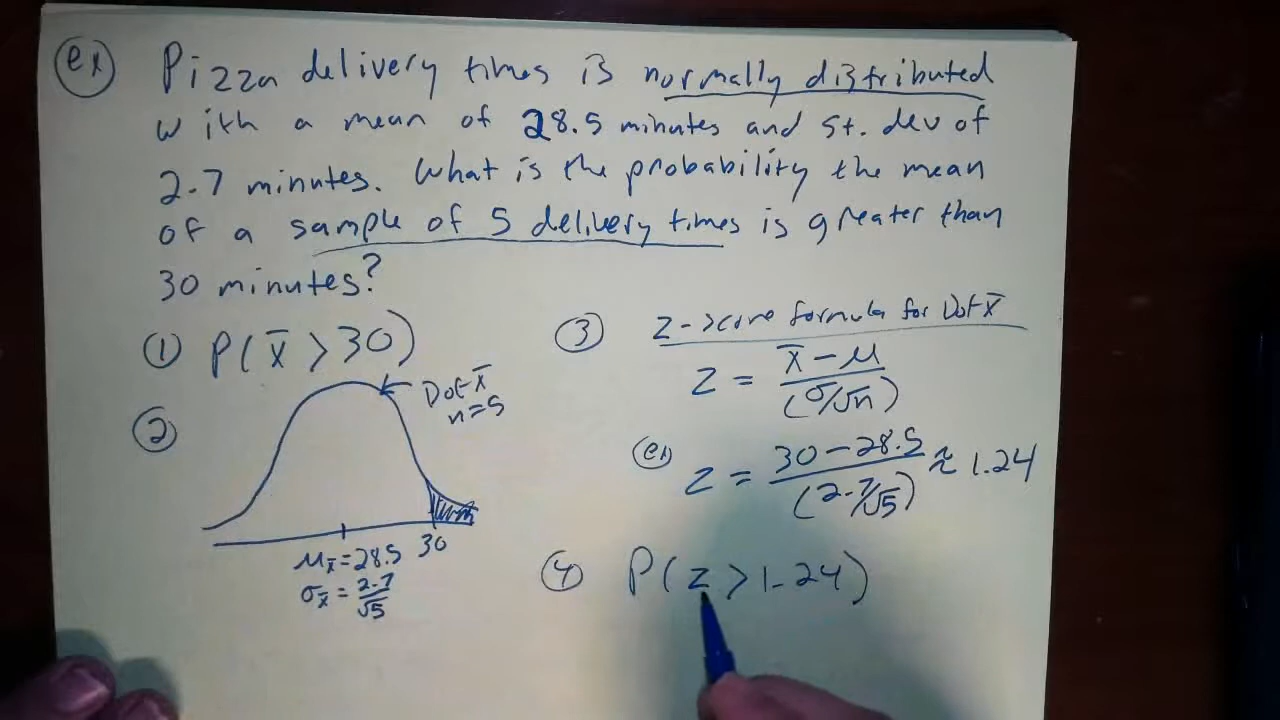 ex Pizza delivery times is normally distributed
with a mean of 28.5 minutes and st. dev of
2.7 minutes. What is the probability the mean
of a sample of 5 delivery times is greater than
30 minutes?
① P(x̄ > 30)
②
Dot x̄
n=5
μx̄ = 28.5
30
σx̄ = 2.7/√5
③ z-score formula for Dot x̄
z = (x̄ - μ)/(σ/√n)
ex z = (30 - 28.5)/(2.7/√5) ≈ 1.24
④ P(z > 1.24)